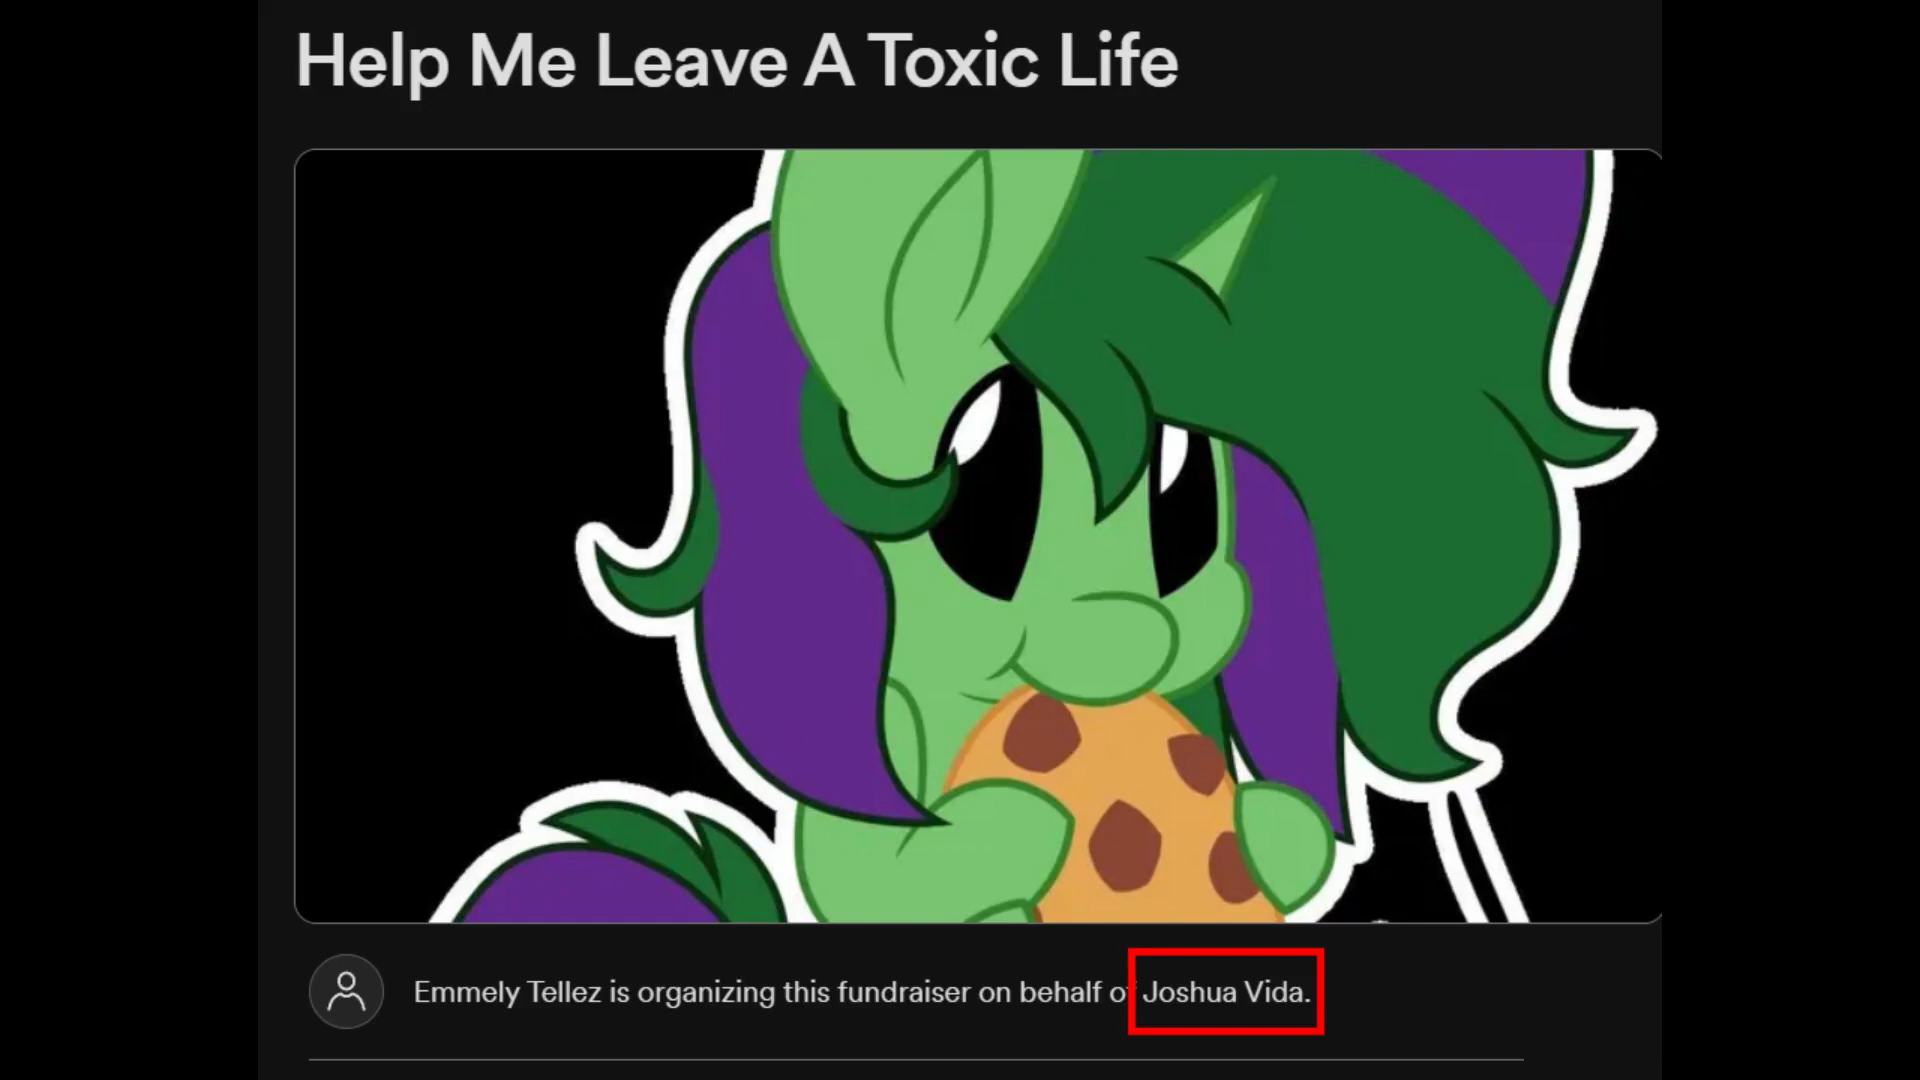 Help Me Leave A Toxic Life
Emmely Tellez is organizing this fundraiser on behalf of Joshua Vida.